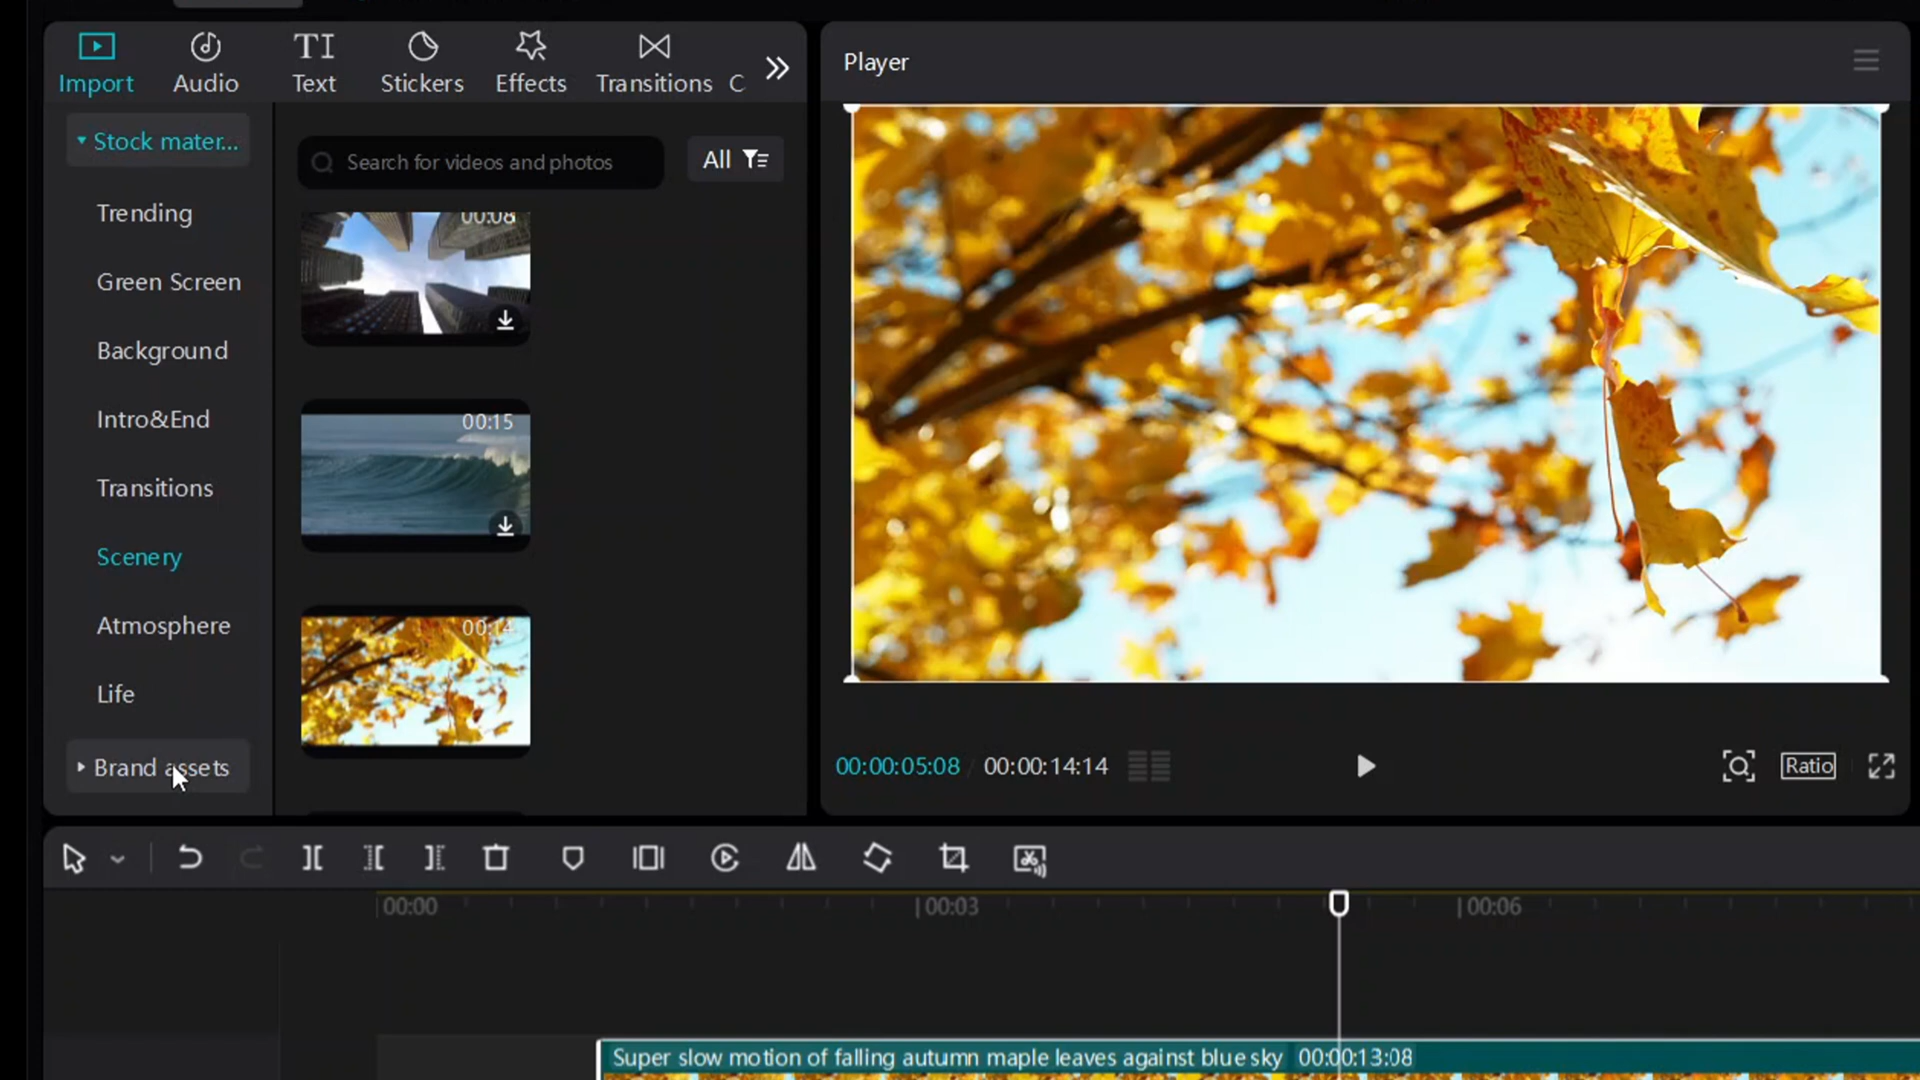 Import
Audio
TI
Text
Stickers
Effects
Transitions
C
Player
Stock mater...
Search for videos and photos
All
Trending
00:08
Green Screen
Background
Intro&End
00:15
Transitions
Scenery
Atmosphere
00:14
Life
Brand assets
00:00:05:08 / 00:00:14:14
Ratio
00:00
00:03
00:06
Super slow motion of falling autumn maple leaves against blue sky 00:00:13:08